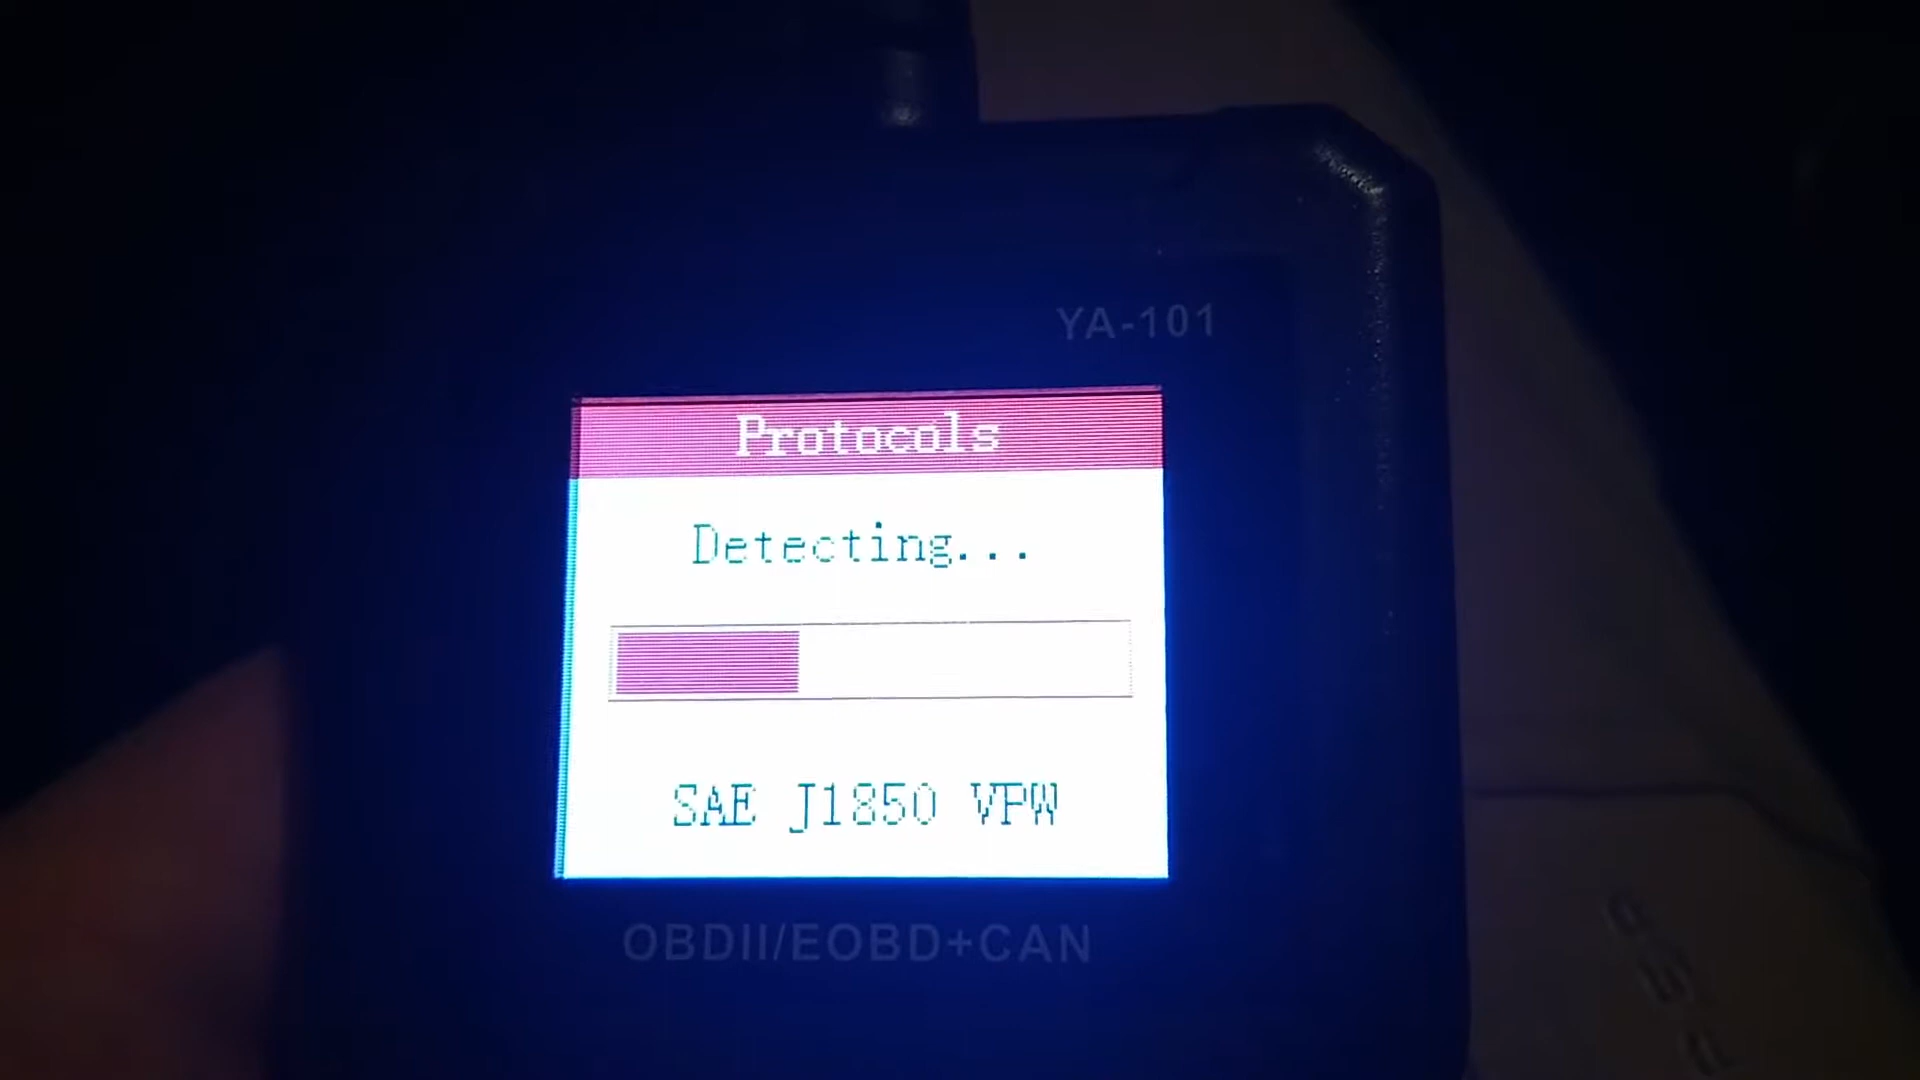 YA-101
Protocols
Detecting...
SAE J1850 VPW
OBDII/EOBD+CAN